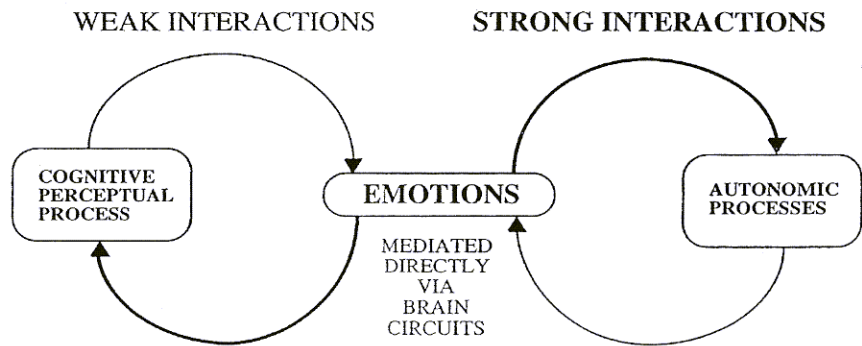 WEAK INTERACTIONS
STRONG INTERACTIONS
COGNITIVE
PERCEPTUAL
PROCESS
EMOTIONS
AUTONOMIC
PROCESSES
MEDIATED
DIRECTLY
VIA
BRAIN
CIRCUITS